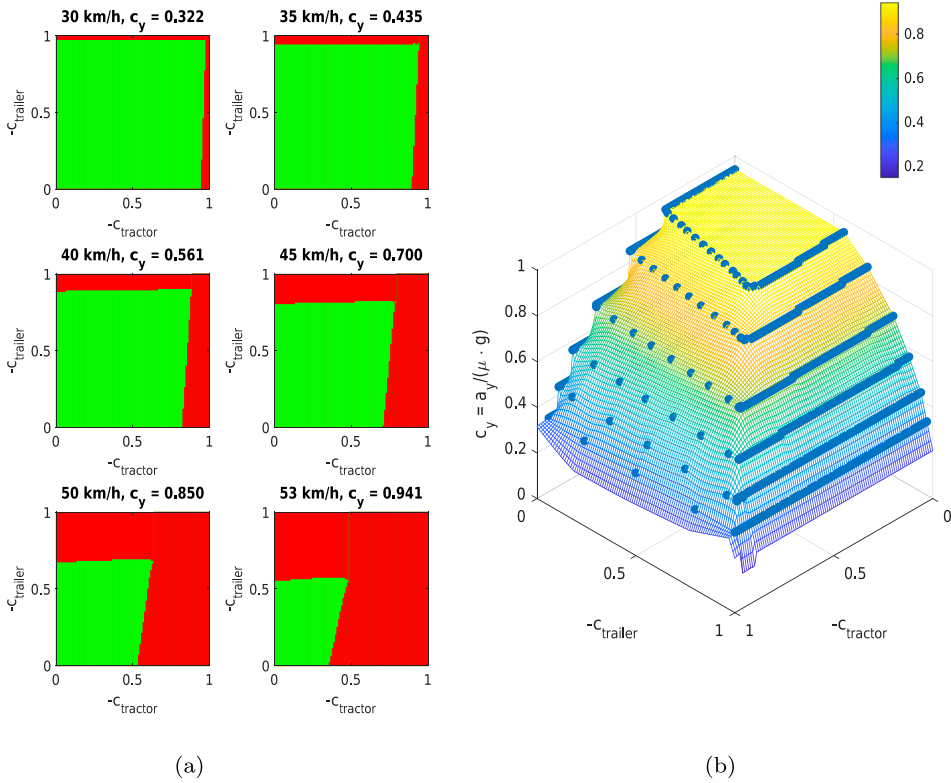 30 km/h, c_y = 0.322
35 km/h, c_y = 0.435
1
0.5
0
-c_trailer
0
0.5
1
-c_tractor
1
0.5
0
-c_trailer
0
0.5
1
-c_tractor
40 km/h, c_y = 0.561
45 km/h, c_y = 0.700
1
0.5
0
-c_trailer
0
0.5
1
-c_tractor
1
0.5
0
-c_trailer
0
0.5
1
-c_tractor
50 km/h, c_y = 0.850
53 km/h, c_y = 0.941
1
0.5
0
-c_trailer
0
0.5
1
-c_tractor
1
0.5
0
-c_trailer
0
0.5
1
-c_tractor
(a)
0.8
0.6
0.4
0.2
c_y = a_y/(μ · g)
1
0.8
0.6
0.4
0.2
0
0
0.5
1
-c_trailer
1
0.5
0
-c_tractor
(b)